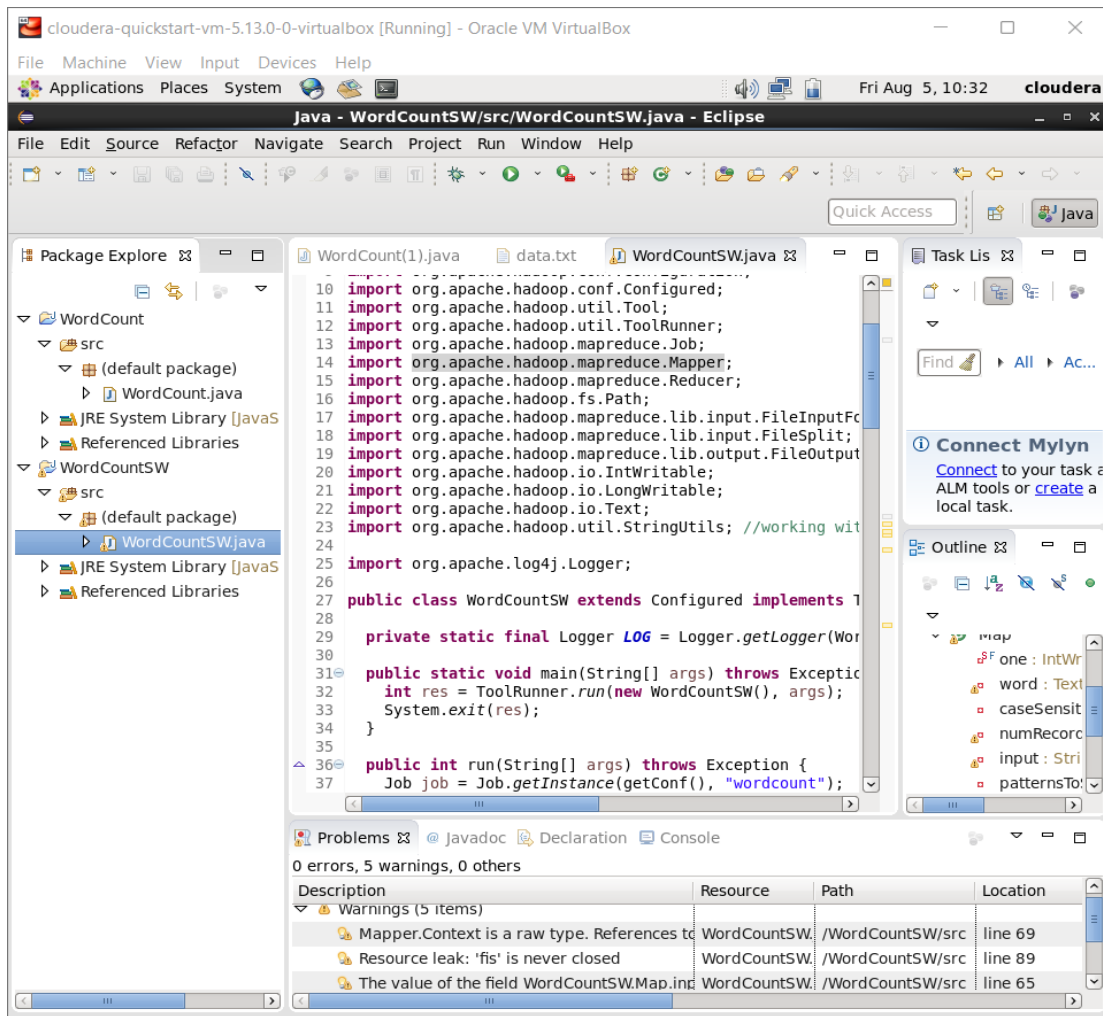 cloudera-quickstart-vm-5.13.0-0-virtualbox [Running] - Oracle VM VirtualBox
File Machine View Input Devices Help
Applications Places System Fri Aug 5, 10:32 cloudera
Java - WordCountSW/src/WordCountSW.java - Eclipse
File Edit Source Refactor Navigate Search Project Run Window Help
Quick Access Java
Package Explore
WordCount
src
(default package)
WordCount.java
JRE System Library [JavaS
Referenced Libraries
WordCountSW
src
(default package)
WordCountSW.java
JRE System Library [JavaS
Referenced Libraries
WordCount(1).java data.txt WordCountSW.java
10 import org.apache.hadoop.conf.Configured;
11 import org.apache.hadoop.util.Tool;
12 import org.apache.hadoop.util.ToolRunner;
13 import org.apache.hadoop.mapreduce.Job;
14 import org.apache.hadoop.mapreduce.Mapper;
15 import org.apache.hadoop.mapreduce.Reducer;
16 import org.apache.hadoop.fs.Path;
17 import org.apache.hadoop.mapreduce.lib.input.FileInputFo
18 import org.apache.hadoop.mapreduce.lib.input.FileSplit;
19 import org.apache.hadoop.mapreduce.lib.output.FileOutput
20 import org.apache.hadoop.io.IntWritable;
21 import org.apache.hadoop.io.LongWritable;
22 import org.apache.hadoop.io.Text;
23 import org.apache.hadoop.util.StringUtils; //working wit
24
25 import org.apache.log4j.Logger;
26
27 public class WordCountSW extends Configured implements T
28
29 private static final Logger LOG = Logger.getLogger(Wor
30
31 public static void main(String[] args) throws Exceptio
32 int res = ToolRunner.run(new WordCountSW(), args);
33 System.exit(res);
34 }
35
36 public int run(String[] args) throws Exception {
37 Job job = Job.getInstance(getConf(), "wordcount");
Task Lis
Find All Ac...
Connect Mylyn
Connect to your task a
ALM tools or create a
local task.
Outline
Map
one : IntWr
word : Text
caseSensit
numRecord
input : Stri
patternsToS
Problems Javadoc Declaration Console
0 errors, 5 warnings, 0 others
Description Resource Path Location
Warnings (5 items)
Mapper.Context is a raw type. References to WordCountSW. /WordCountSW/src line 69
Resource leak: 'fis' is never closed WordCountSW. /WordCountSW/src line 89
The value of the field WordCountSW.Map.inp WordCountSW. /WordCountSW/src line 65